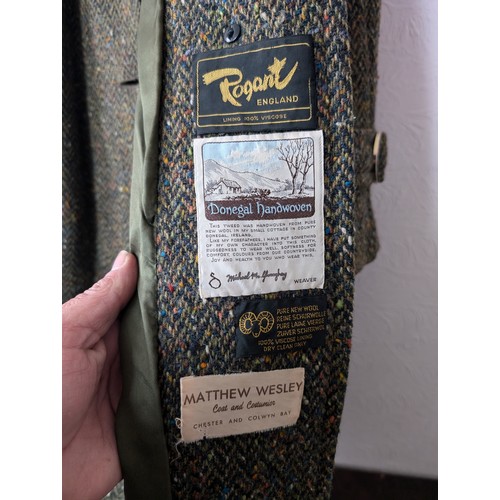 Rogart
ENGLAND
LINING 100% VISCOSE
Donegal Handwoven
THIS TWEED WAS HANDWOVEN FROM PURE
NEW WOOL IN MY SMALL COTTAGE IN COUNTY
DONEGAL, IRELAND.
LIKE MY FOREFATHERS, I HAVE PUT SOMETHING
OF MY OWN CHARACTER INTO THIS CLOTH,
RUGGEDNESS TO WEAR WELL, SOFTNESS FOR
COMFORT, COLOURS FROM OUR COUNTRYSIDE.
JOY AND HEALTH TO YOU WHO WEAR THIS.
WEAVER
PURE NEW WOOL
REINE SCHURWOLLE
PURE LAINE VIERGE
ZUIVER SCHEERWOL
100% VISCOSE LINING
DRY CLEAN ONLY
MATTHEW WESLEY
Coat and Costumier
CHESTER AND COLWYN BAY